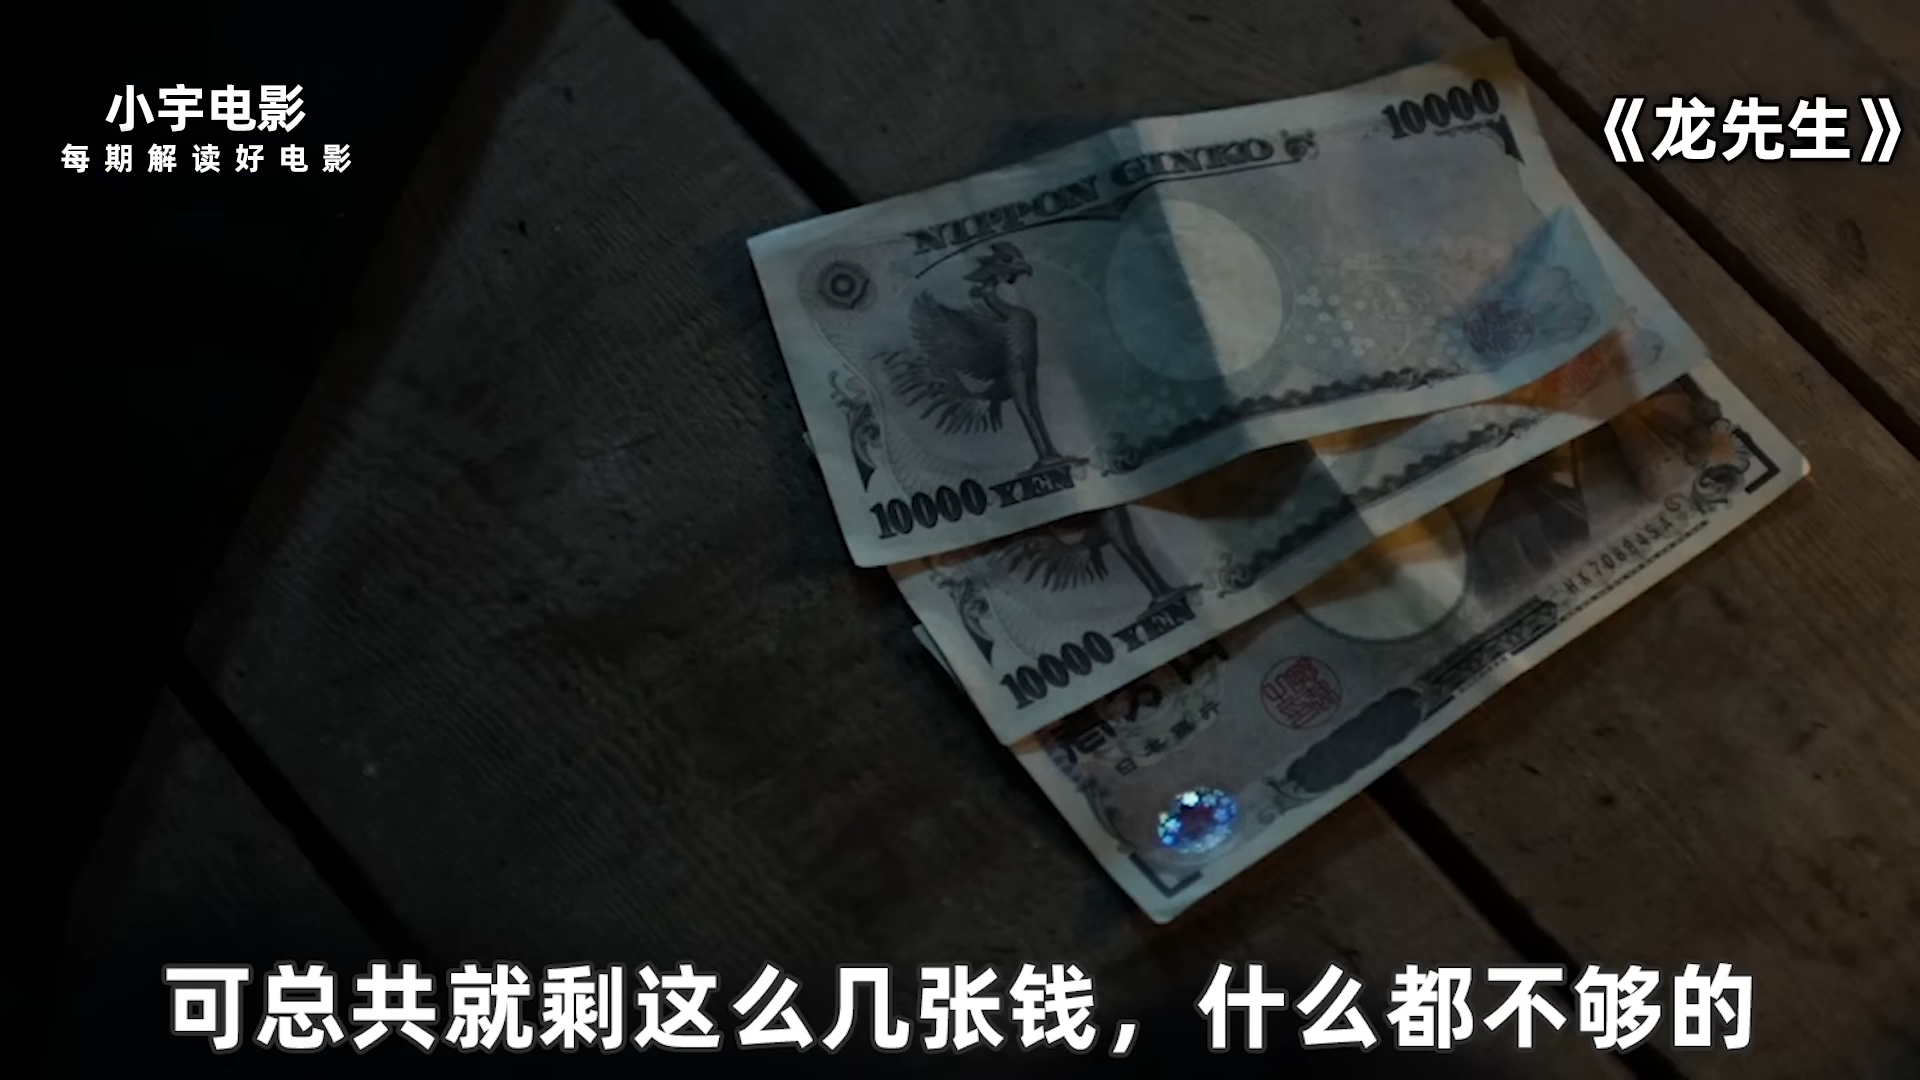 小宇电影
每期解读好电影
《龙先生》
NIPPON GINKO
10000
10000 YEN
10000 YEN
可总共就剩这么几张钱，什么都不够的